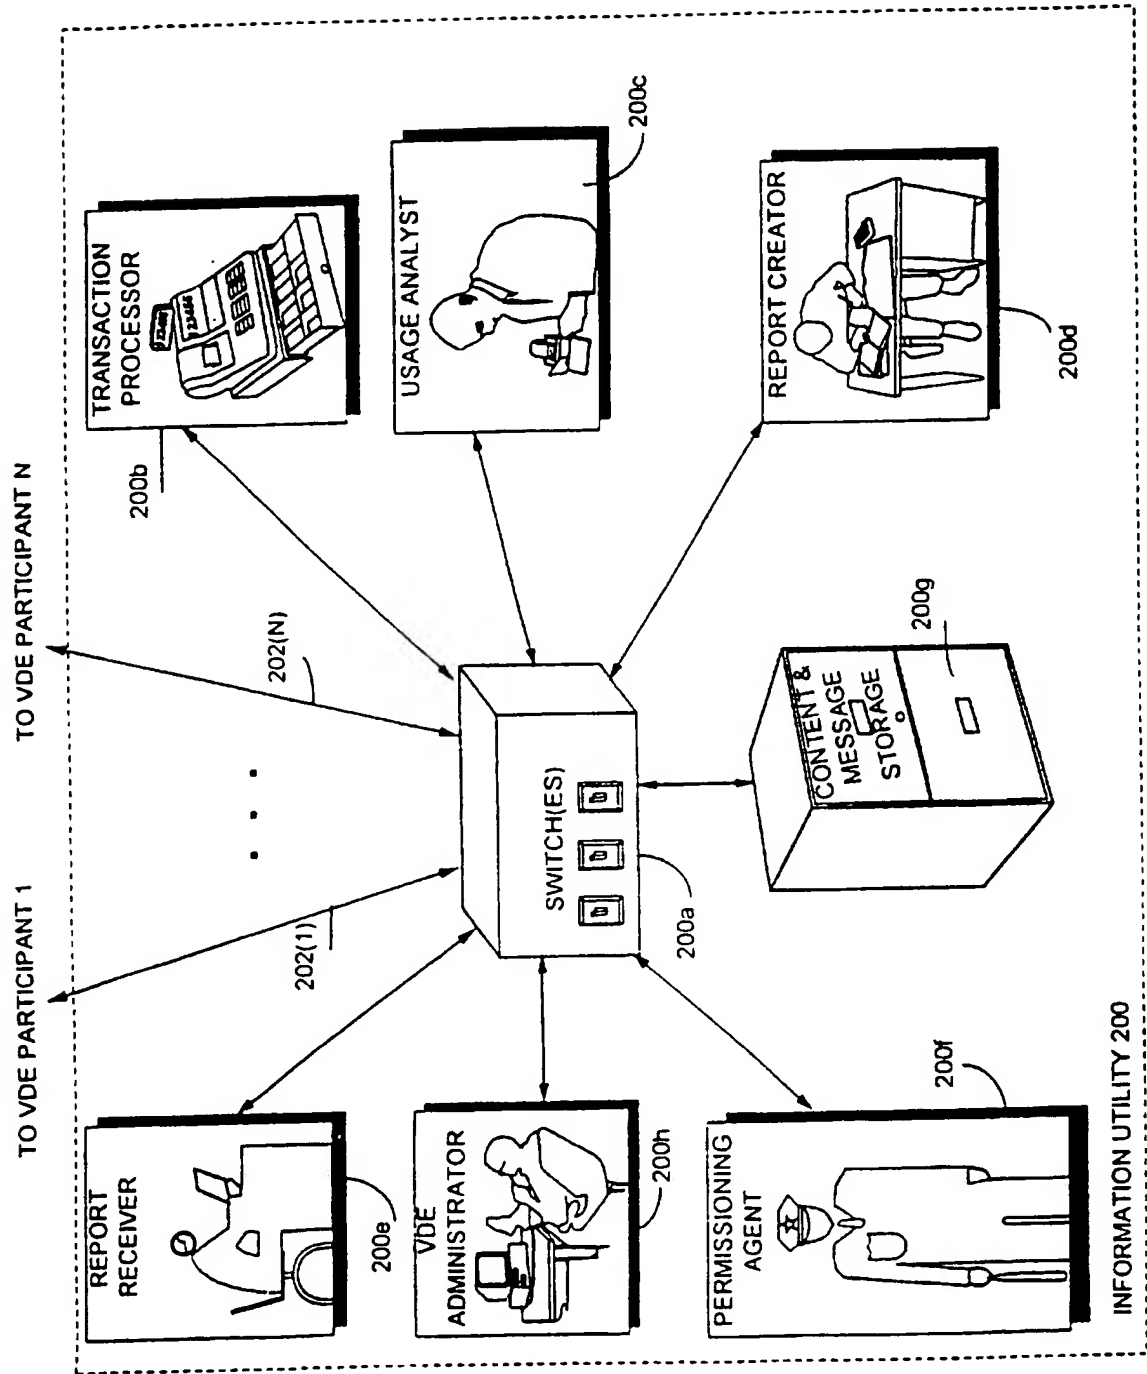 TO VDE PARTICIPANT 1
TO VDE PARTICIPANT N
202(1)
202(N)
REPORT
RECEIVER
200e
TRANSACTION
PROCESSOR
200b
VDE
ADMINISTRATOR
200h
SWITCH(ES)
200a
USAGE ANALYST
200c
PERMISSIONING
AGENT
200f
CONTENT &
MESSAGE
STORAGE
200g
REPORT CREATOR
200d
INFORMATION UTILITY 200